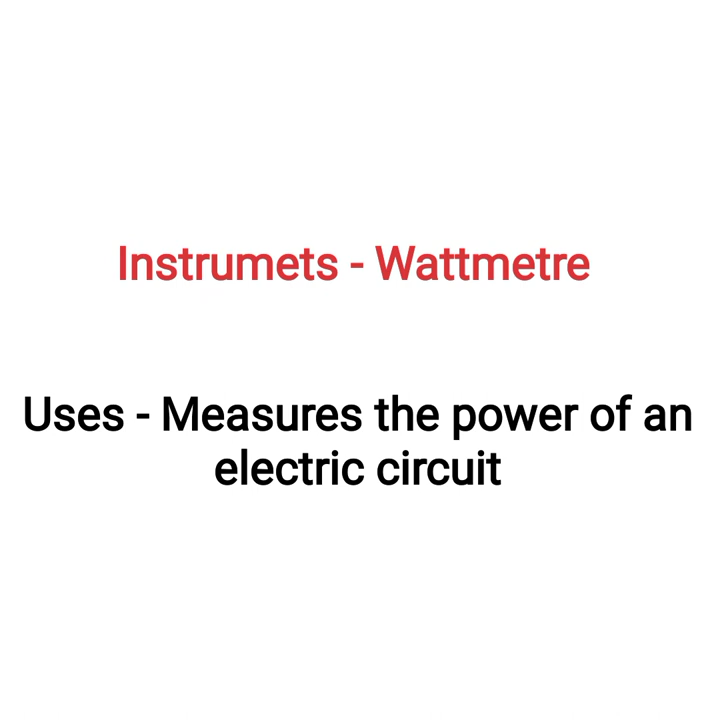 Instrumets - Wattmetre
Uses - Measures the power of an
electric circuit